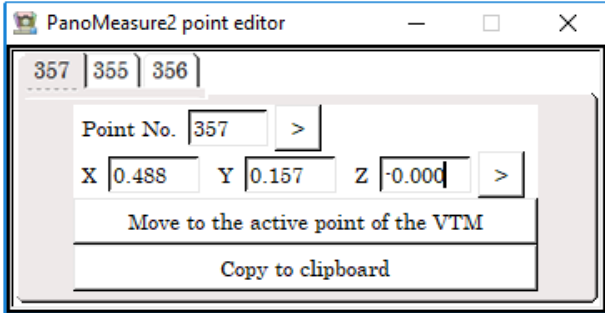 PanoMeasure2 point editor
357 355 356
Point No. 357 >
X 0.488 Y 0.157 Z -0.000 >
Move to the active point of the VTM
Copy to clipboard